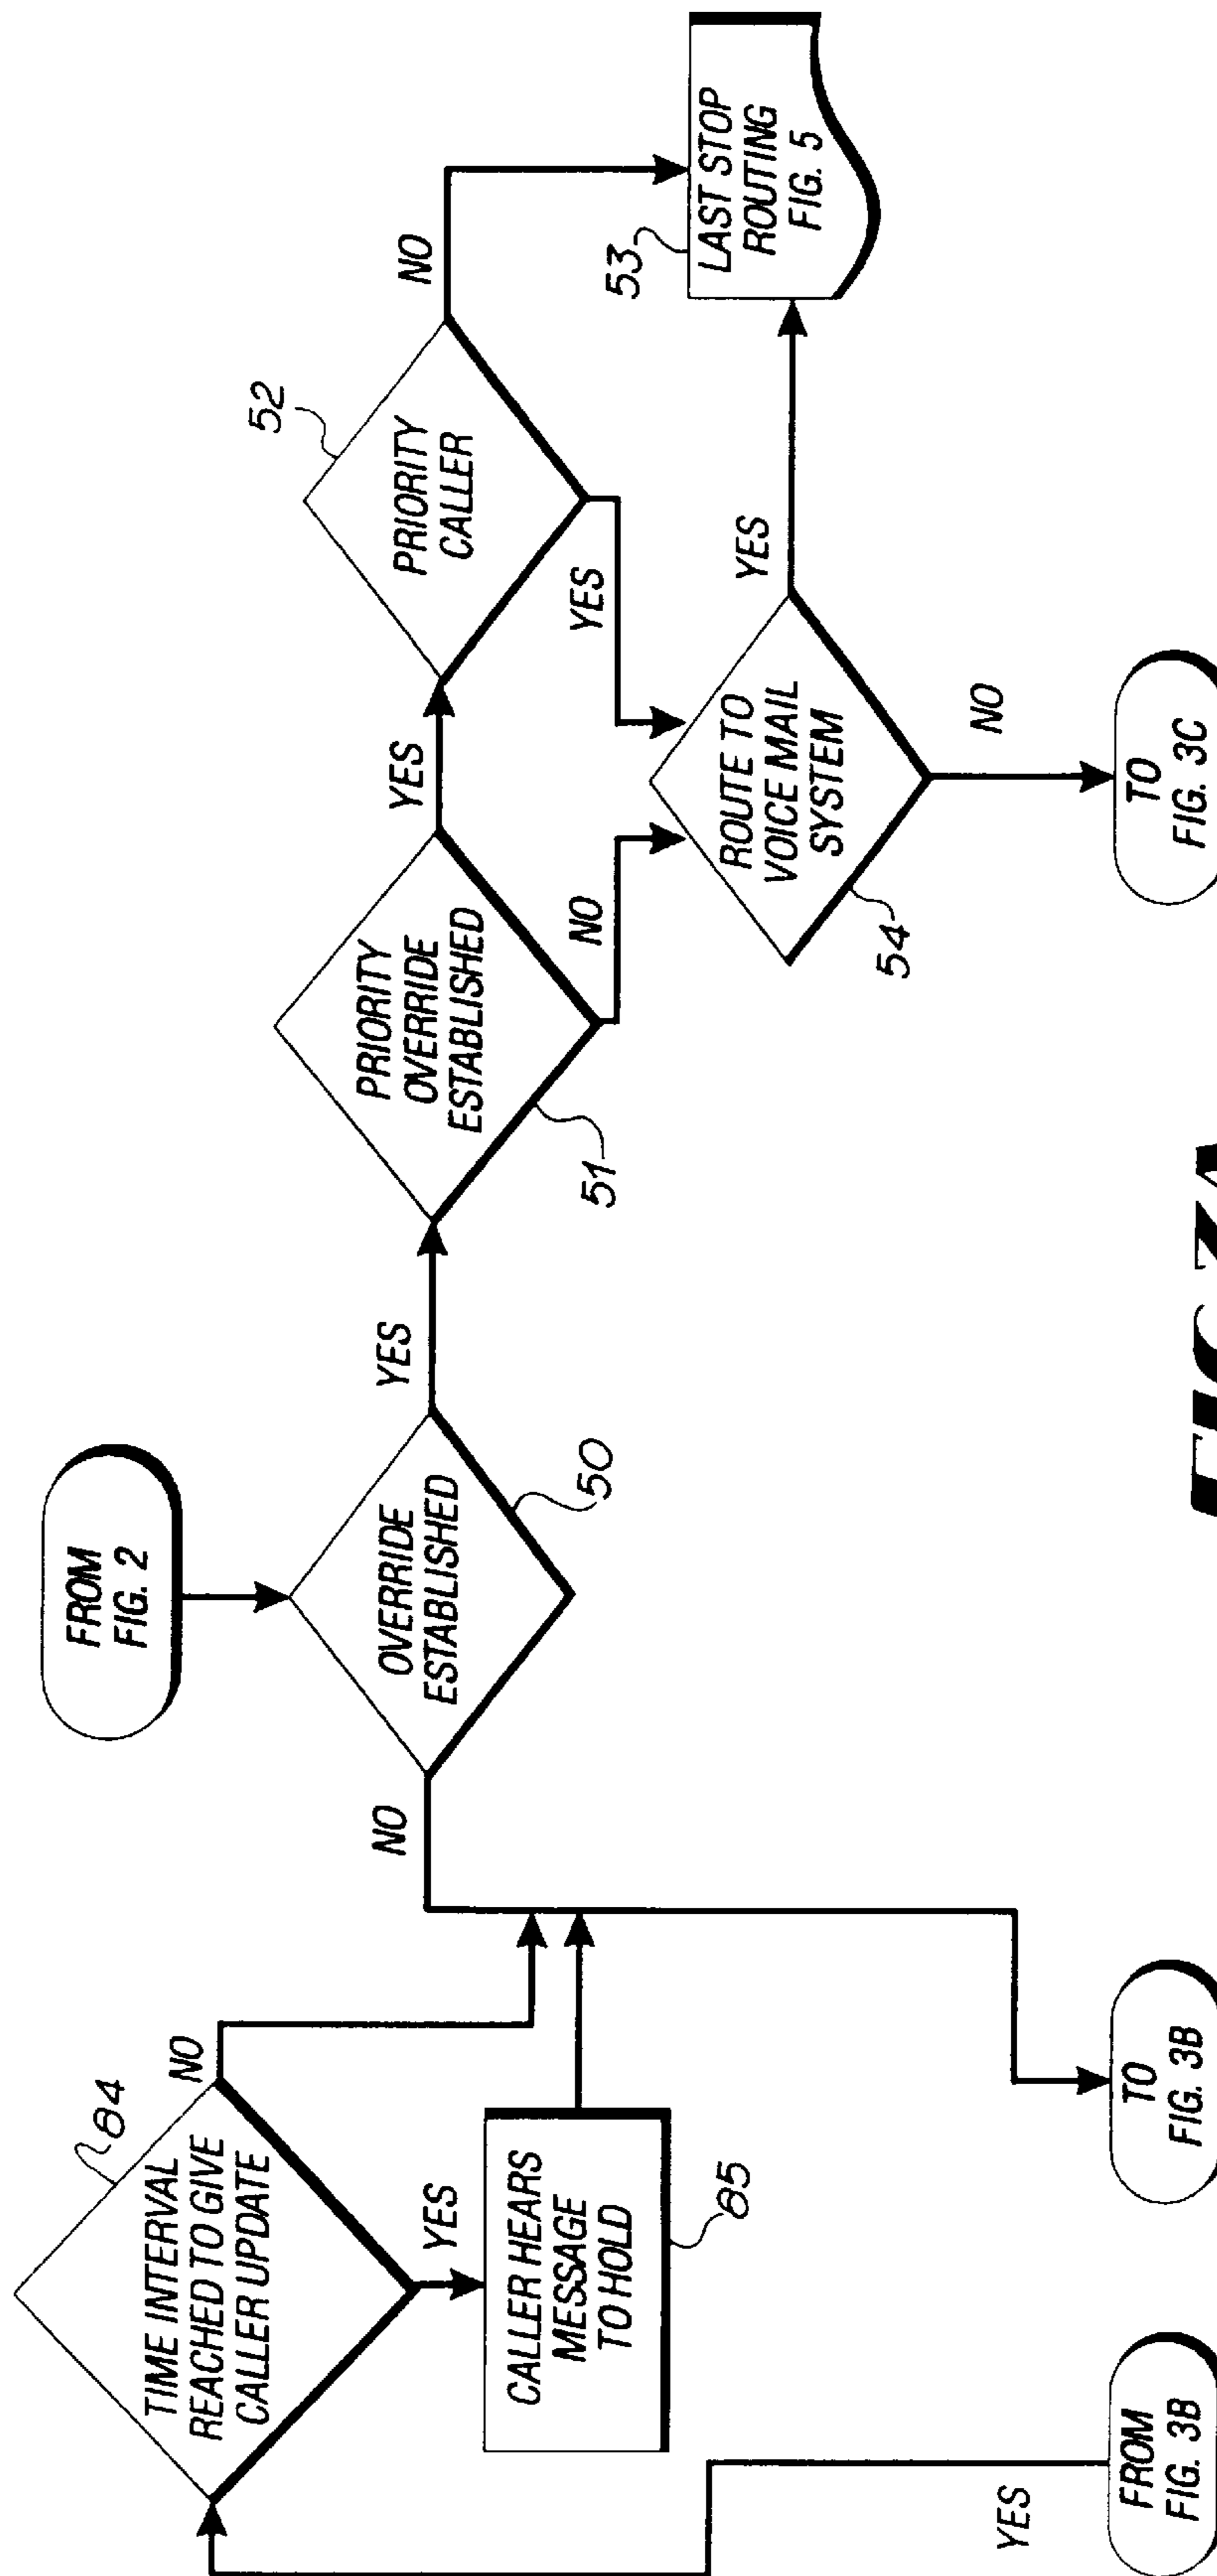 FROM
FIG. 2
TIME INTERVAL
REACHED TO GIVE
CALLER UPDATE
84
NO
YES
CALLER HEARS
MESSAGE
TO HOLD
85
OVERRIDE
ESTABLISHED
50
NO
YES
PRIORITY
OVERRIDE
ESTABLISHED
51
YES
NO
PRIORITY
CALLER
52
NO
YES
LAST STOP
ROUTING
FIG. 5
53
ROUTE TO
VOICE MAIL
SYSTEM
54
YES
NO
YES
FROM
FIG. 3B
TO
FIG. 3B
TO
FIG. 3C
FIG. 3A